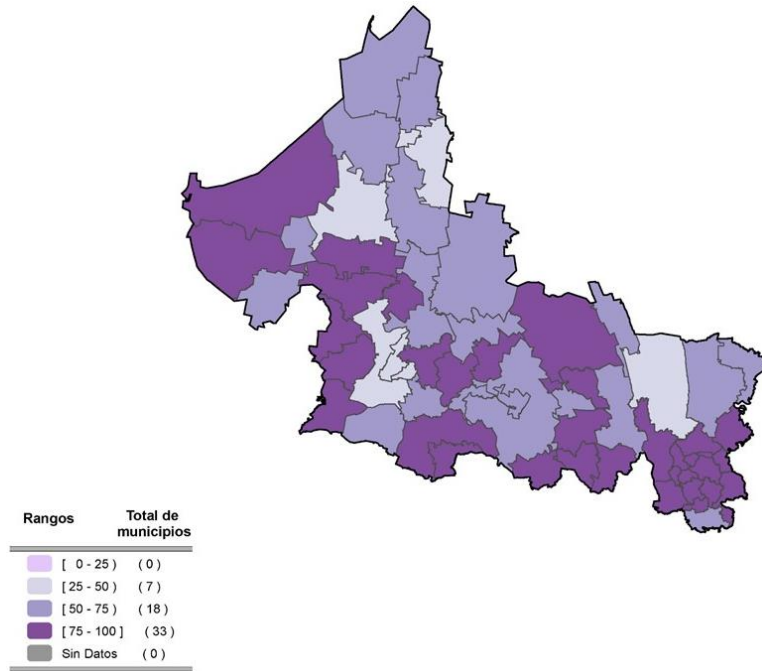 Rangos Total de municipios
[ 0 - 25 ) ( 0 )
[ 25 - 50 ) ( 7 )
[ 50 - 75 ) ( 18 )
[ 75 - 100 ] ( 33 )
Sin Datos ( 0 )